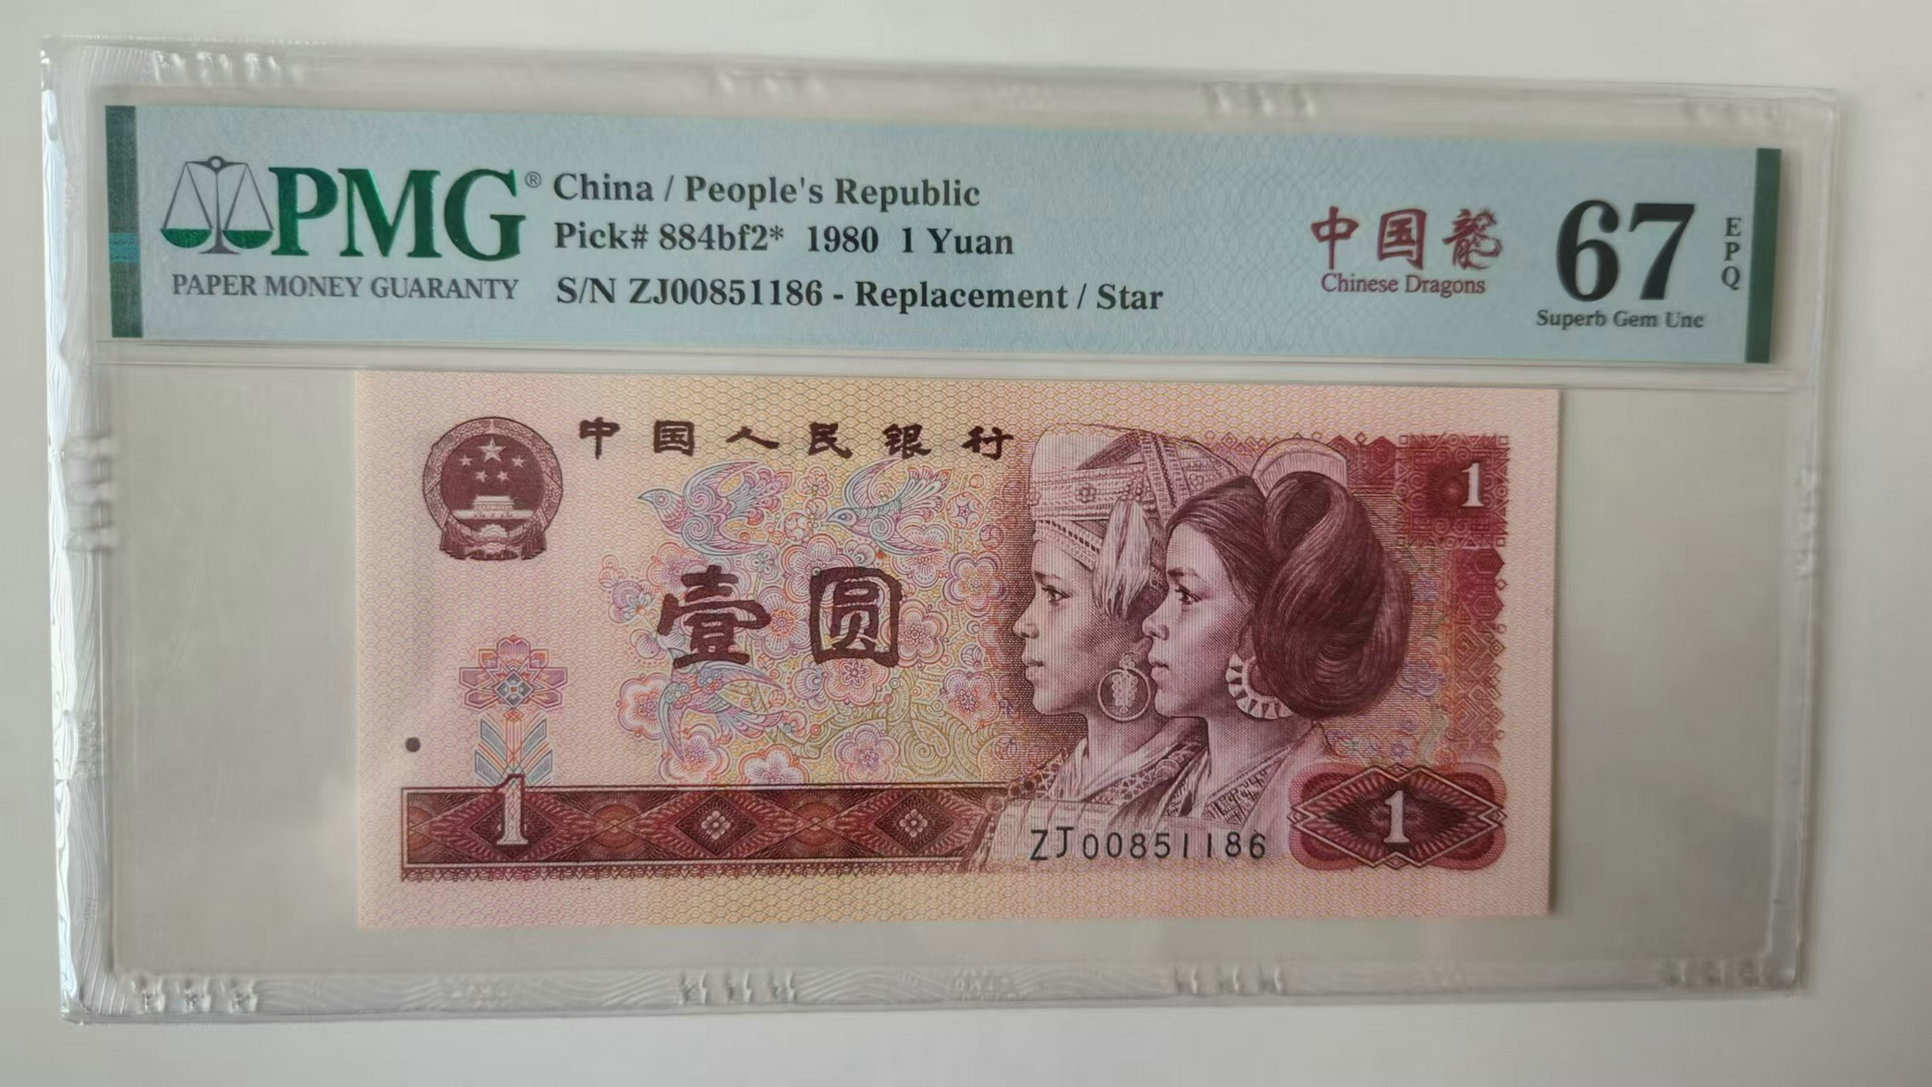 PMG®
PAPER MONEY GUARANTY
China / People's Republic
Pick# 884bf2* 1980 1 Yuan
S/N ZJ00851186 - Replacement / Star
中国龍
Chinese Dragons
67
EPQ
Superb Gem Unc
中国人民银行
1
壹圆
1
ZJ00851186
1